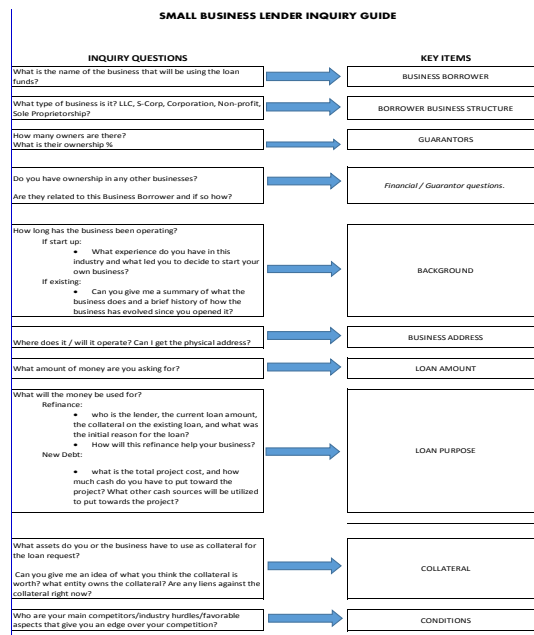 SMALL BUSINESS LENDER INQUIRY GUIDE
INQUIRY QUESTIONS
KEY ITEMS
What is the name of the business that will be using the loan
funds?
BUSINESS BORROWER
What type of business is it? LLC, S-Corp, Corporation, Non-profit,
Sole Proprietorship?
BORROWER BUSINESS STRUCTURE
How many owners are there?
What is their ownership %
GUARANTORS
Do you have ownership in any other businesses?
Are they related to this Business Borrower and if so how?
Financial / Guarantor questions.
How long has the business been operating?
If start up:
• What experience do you have in this
industry and what led you to decide to start your
own business?
If existing:
• Can you give me a summary of what the
business does and a brief history of how the
business has evolved since you opened it?
BACKGROUND
Where does it / will it operate? Can I get the physical address?
BUSINESS ADDRESS
What amount of money are you asking for?
LOAN AMOUNT
What will the money be used for?
Refinance:
• who is the lender, the current loan amount,
the collateral on the existing loan, and what was
the initial reason for the loan?
• How will this refinance help your business?
New Debt:
• what is the total project cost, and how
much cash do you have to put toward the
project? What other cash sources will be utilized
to put towards the project?
LOAN PURPOSE
What assets do you or the business have to use as collateral for
the loan request?
Can you give me an idea of what you think the collateral is
worth? what entity owns the collateral? Are any liens against the
collateral right now?
COLLATERAL
Who are your main competitors/industry hurdles/favorable
aspects that give you an edge over your competition?
CONDITIONS